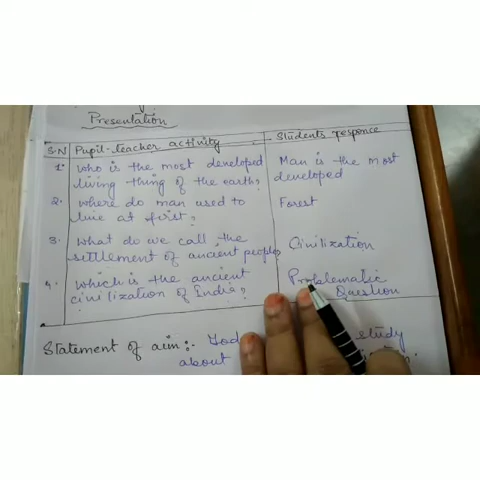 Presentation
S.N Pupil-teacher activity Students responce
1. Who is the most developed Man is the most
living thing of the earth? developed
2. where do man used to Forest
live at first?
3. what do we call the Civilization
settlement of ancient people
4. which is the ancient Problematic
civilization of India? Question
Statement of aim:- study
about